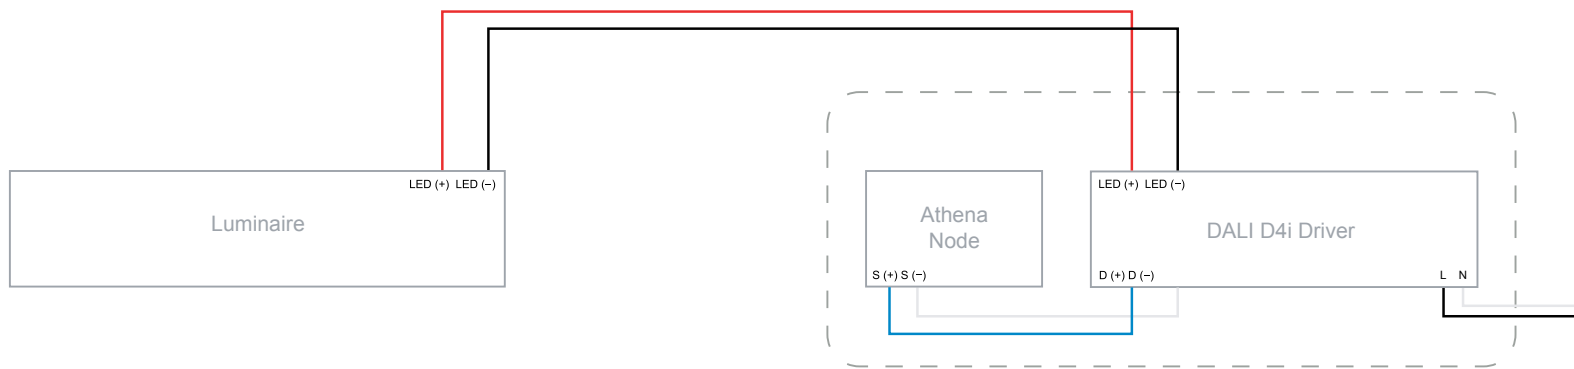 LED (+) LED (–)
Luminaire
Athena
Node
S (+) S (–)
LED (+) LED (–)
DALI D4i Driver
D (+) D (–)
L N